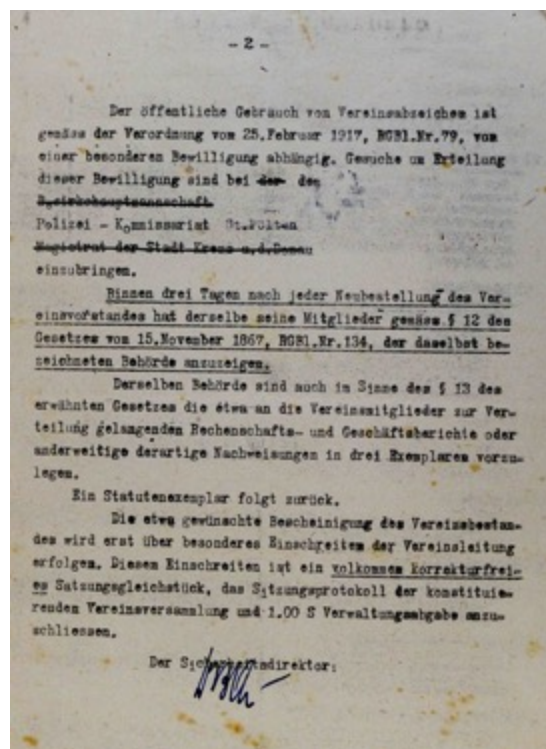 - 2 -
Der öffentliche Gebrauch von Vereinsabzeichen ist
gemäss der Verordnung vom 25.Februar 1917, RGBl.Nr.79, von
einer besonderen Bewilligung abhängig. Gesuche um Erteilung
dieser Bewilligung sind bei der dem
Bezirkshauptmannschaft
Polizei - Kommissariat St.Pölten
Magistrat der Stadt Krems a.d.Donau
einzubringen.
Binnen drei Tagen nach jeder Neubestellung des Ver-
einsvorstandes hat derselbe seine Mitglieder gemäss § 12 des
Gesetzes vom 15.November 1867, RGBl.Nr.134, der daselbst be-
zeichneten Behörde anzuzeigen.
Derselben Behörde sind auch im Sinne des § 13 des
erwähnten Gesetzes die etwa an die Vereinsmitglieder zur Ver-
teilung gelangenden Rechenschafts- und Geschäftsberichte oder
anderweitige derartige Nachweisungen in drei Exemplaren vorzu-
legen.
Ein Statutenexemplar folgt zurück.
Die etwa gewünschte Bescheinigung des Vereinsbestan-
des wird erst über besonderes Einschreiten der Vereinsleitung
erfolgen. Diesem Einschreiten ist ein volkommen korrekturfrei-
es Satzungsgleichstück, das Sitzungsprotokoll der konstituie-
renden Vereinsversammlung und 1.00 S Verwaltungsabgabe anzu-
schliessen.
Der Sicherheitsdirektor: